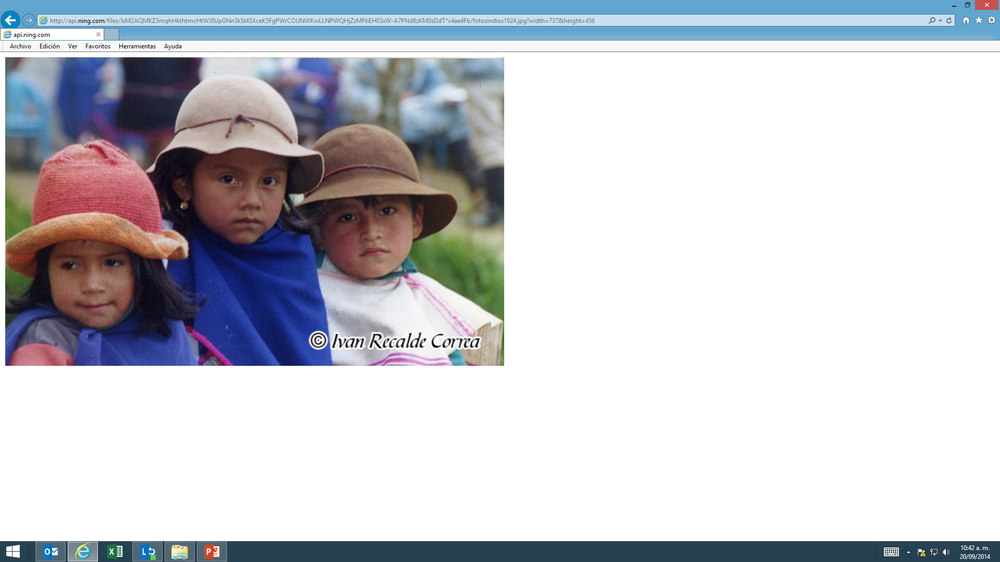 http://api.ning.com/files/IsM2AQMKZ3mqhHkthtmcHtWJ8UpGNn3kSt45XceK5FgPWrCOUNWKwLLNPWQHjZzMFtiEH03xW-A7PNd8zKM0sDdT*v4ae4Fb/fotosindios1924.jpg?width=737&height=456
api.ning.com
Archivo Edición Ver Favoritos Herramientas Ayuda
© Ivan Recalde Correa
10:42 a. m.
20/09/2014